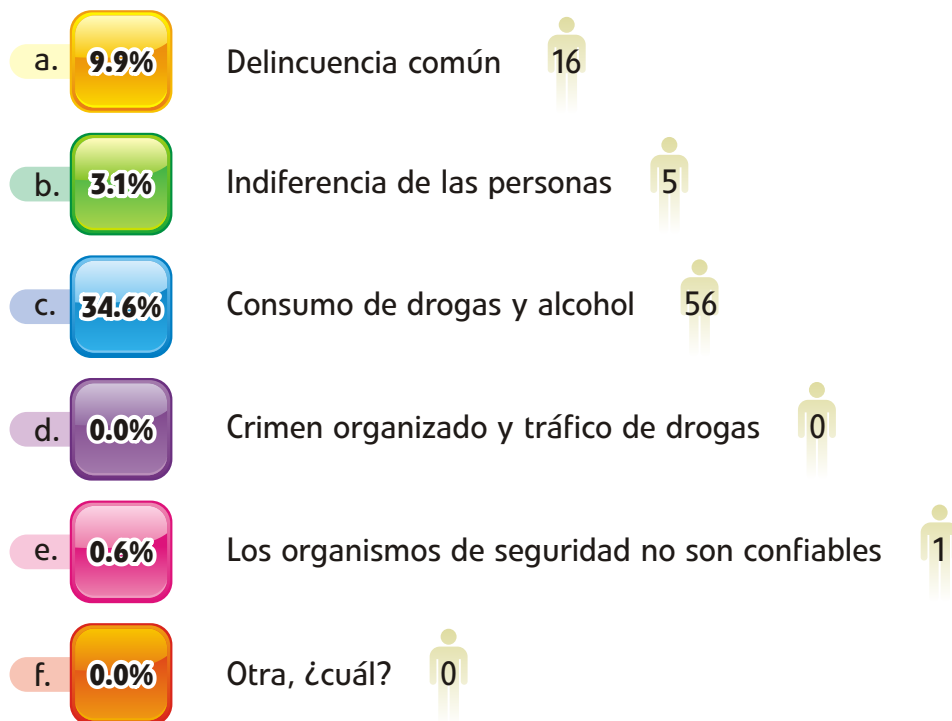 a. 9.9% Delincuencia común 16
b. 3.1% Indiferencia de las personas 5
c. 34.6% Consumo de drogas y alcohol 56
d. 0.0% Crimen organizado y tráfico de drogas 0
e. 0.6% Los organismos de seguridad no son confiables 1
f. 0.0% Otra, ¿cuál? 0